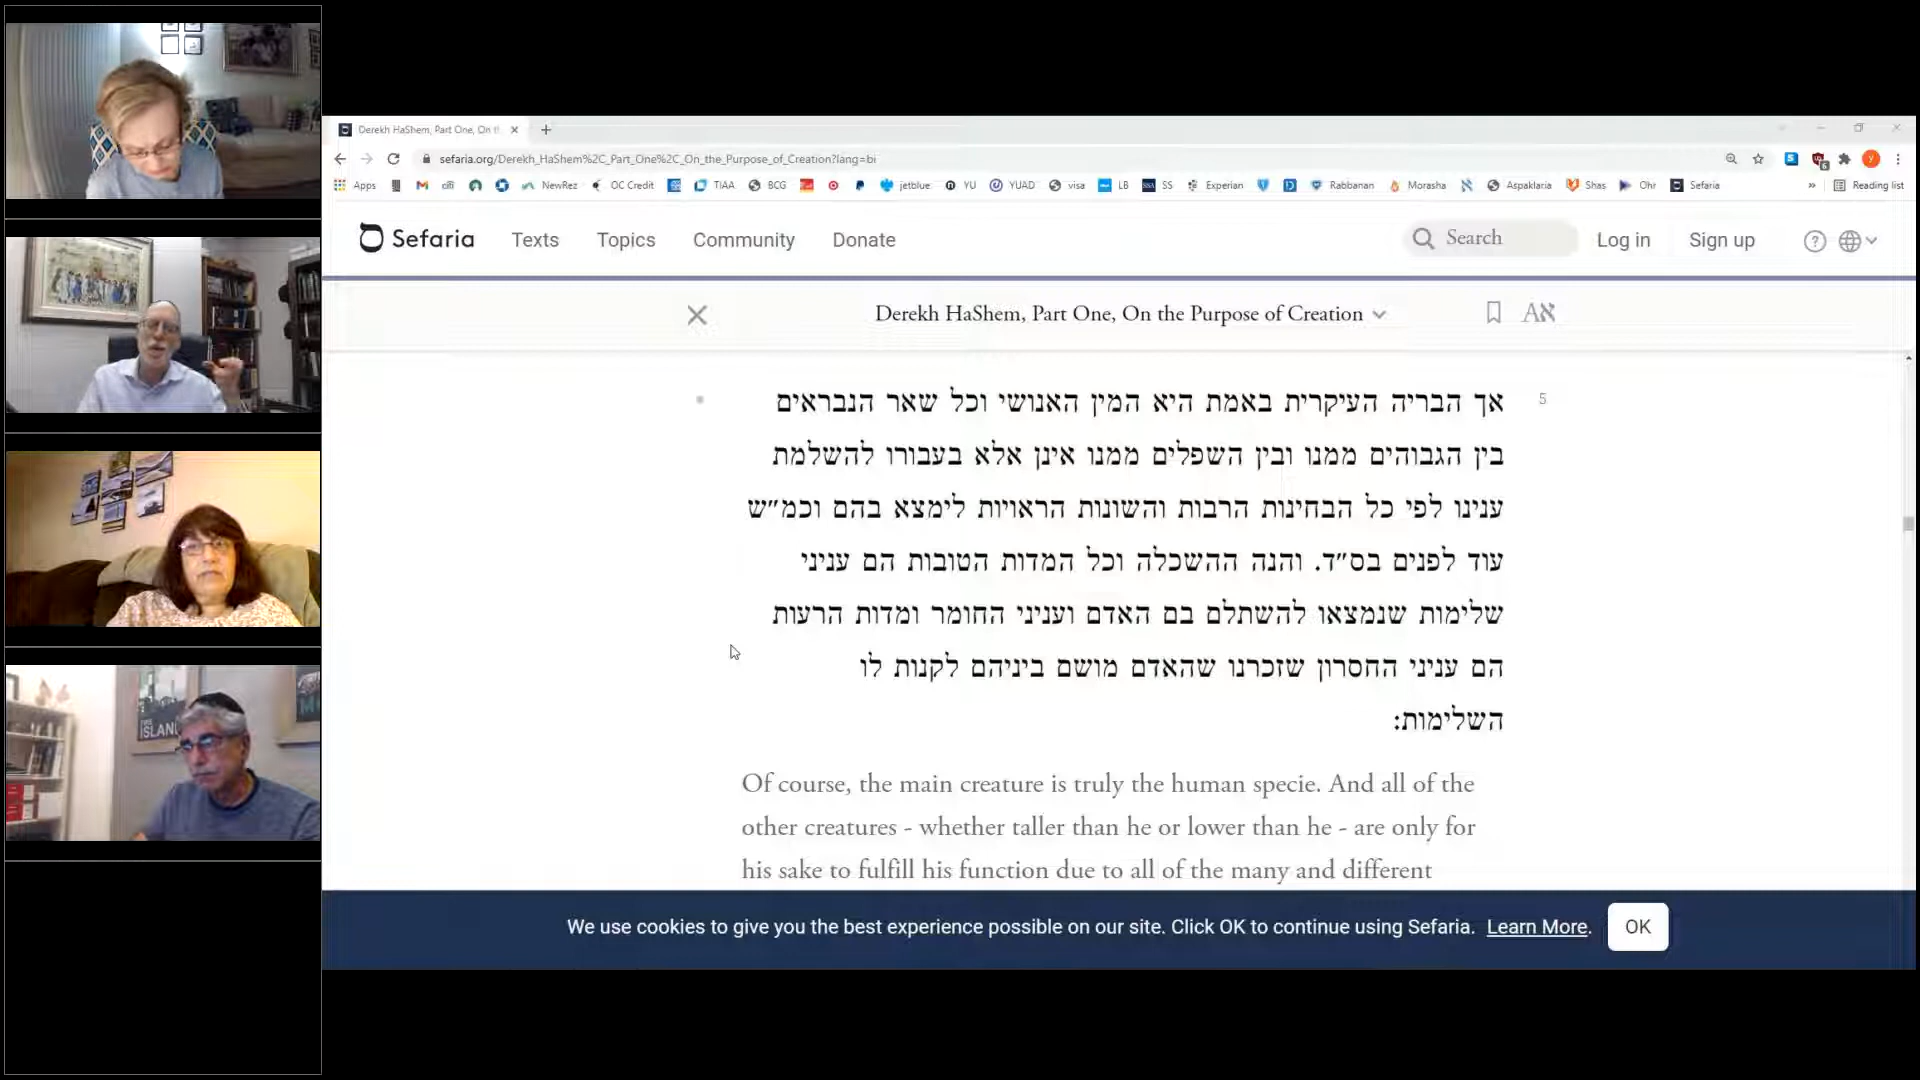 Derekh HaShem, Part One, On t
sefaria.org/Derekh_HaShem%2C_Part_One%2C_On_the_Purpose_of_Creation?lang=bi
Apps citi NewRez OC Credit TIAA BCG jetblue YU YUAD visa LB SS Experian Rabbanan Morasha Aspaklaria Shas Ohr Sefaria » Reading list
Sefaria Texts Topics Community Donate Search Log in Sign up
Derekh HaShem, Part One, On the Purpose of Creation
Aא
5
אך הבריה העיקרית באמת היא המין האנושי וכל שאר הנבראים
בין הגבוהים ממנו ובין השפלים ממנו אינן אלא בעבורו להשלמת
ענינו לפי כל הבחינות הרבות והשונות הראויות לימצא בהם וכמ״ש
עוד לפנים בס״ד. והנה ההשכלה וכל המדות הטובות הם עניני
שלימות שנמצאו להשתלם בם האדם ועניני החומר ומדות הרעות
הם עניני החסרון שזכרנו שהאדם מושם ביניהם לקנות לו
השלימות:
Of course, the main creature is truly the human specie. And all of the
other creatures - whether taller than he or lower than he - are only for
his sake to fulfill his function due to all of the many and different
We use cookies to give you the best experience possible on our site. Click OK to continue using Sefaria. Learn More. OK
ISLAN